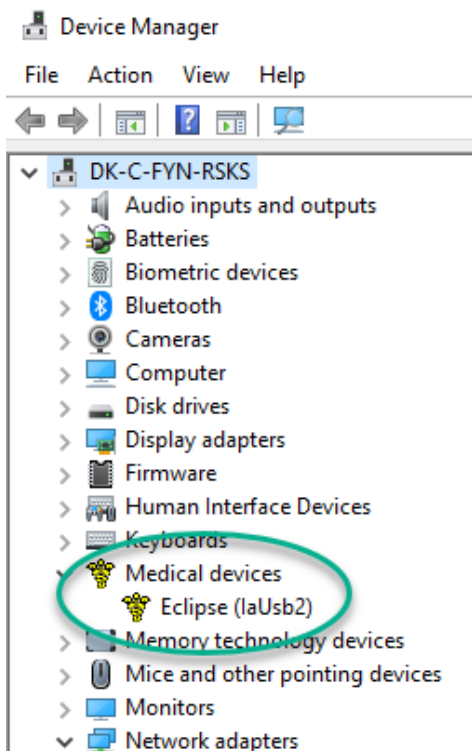 Device Manager
File Action View Help
DK-C-FYN-RSKS
Audio inputs and outputs
Batteries
Biometric devices
Bluetooth
Cameras
Computer
Disk drives
Display adapters
Firmware
Human Interface Devices
Keyboards
Medical devices
Eclipse (IaUsb2)
Memory technology devices
Mice and other pointing devices
Monitors
Network adapters